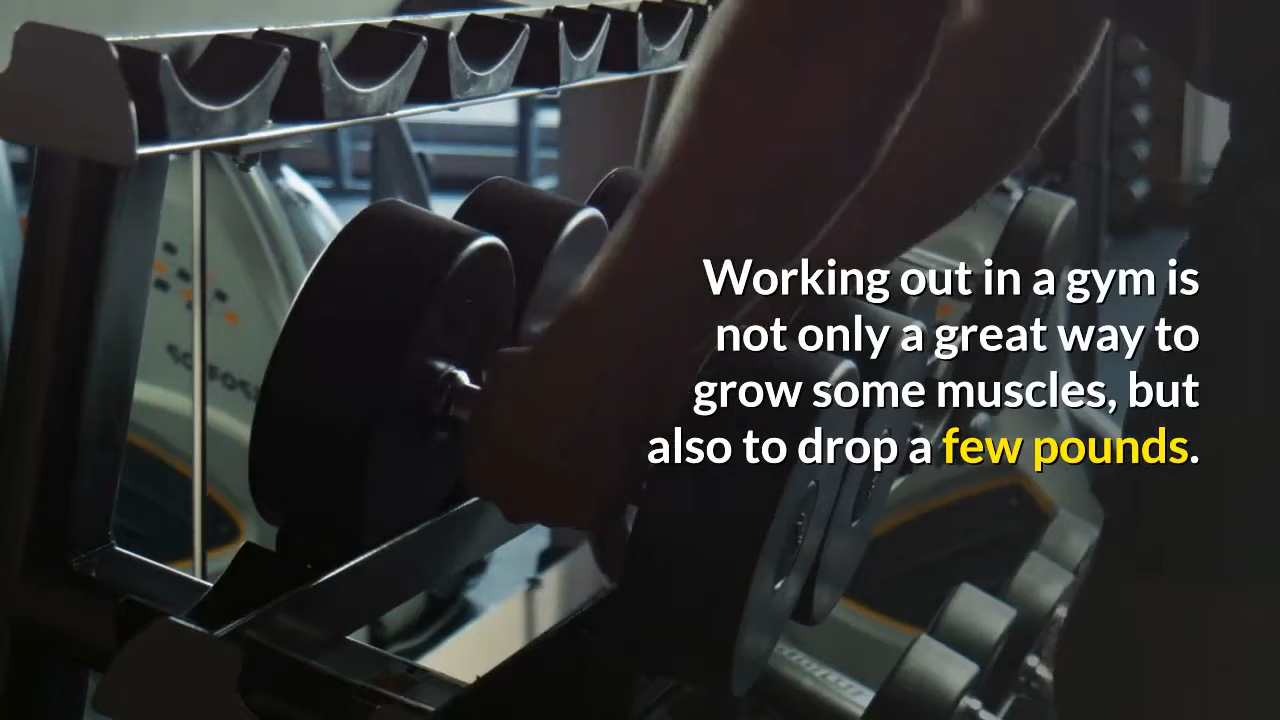 Working out in a gym is
not only a great way to
grow some muscles, but
also to drop a few pounds.